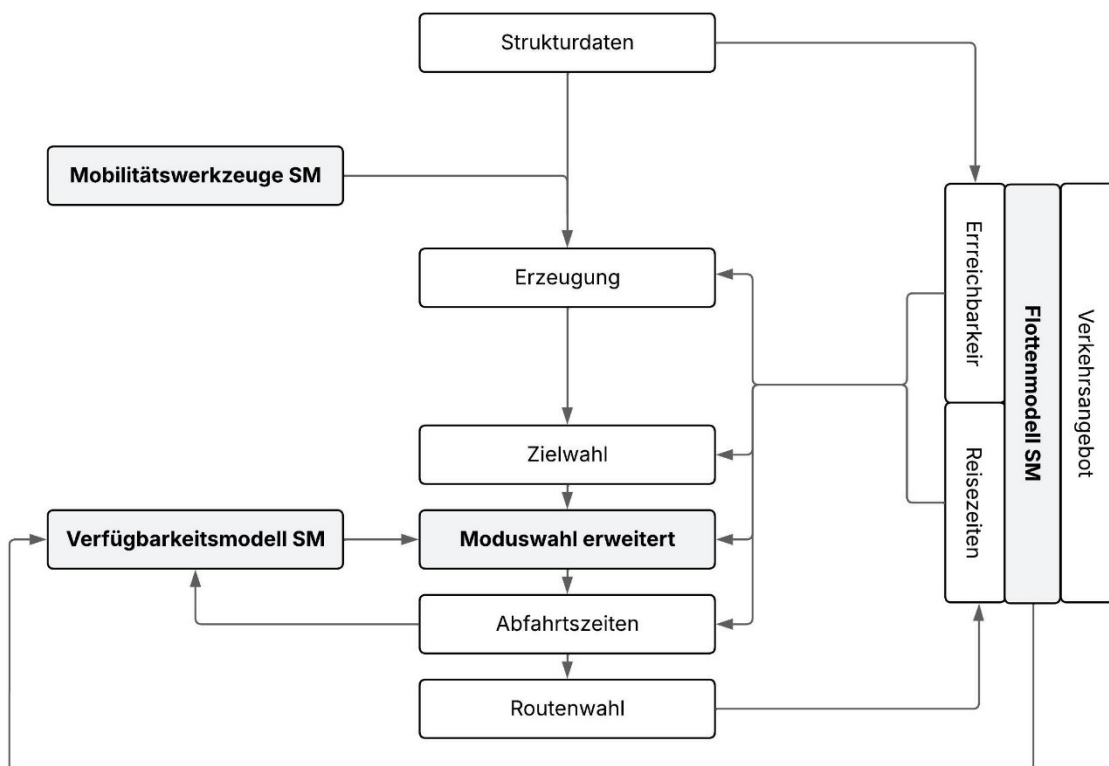 Strukturdaten
Mobilitätswerkzeuge SM
Erzeugung
Zielwahl
Verfügbarkeitsmodell SM
Moduswahl erweitert
Abfahrtszeiten
Routenwahl
Errreichbarkeir
Reisezeiten
Flottenmodell SM
Verkehrsangebot